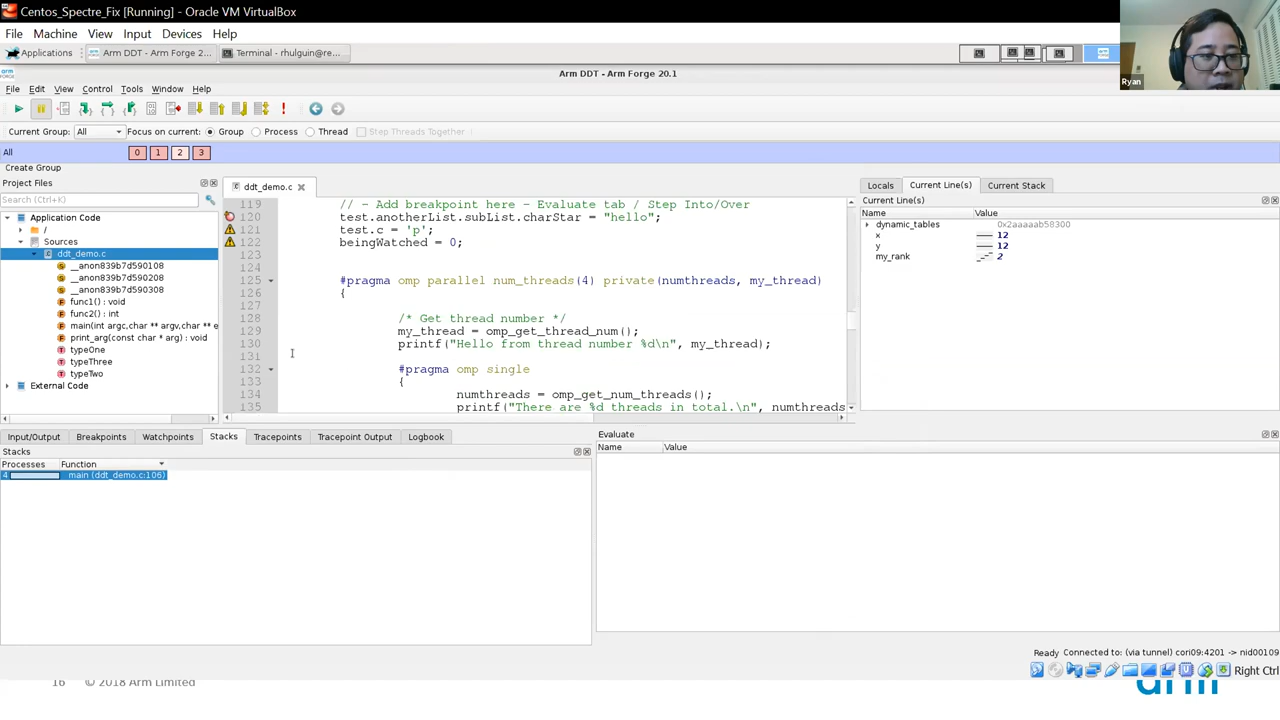 Centos_Spectre_Fix [Running] - Oracle VM VirtualBox
File Machine View Input Devices Help
Applications Arm DDT - Arm Forge 2... Terminal - rhulguin@re...
Ryan
arm FORGE
Arm DDT - Arm Forge 20.1
File Edit View Control Tools Window Help
Current Group: All Focus on current: Group Process Thread Step Threads Together
All 0 1 2 3
Create Group
Project Files
Search (Ctrl+K)
Application Code
/
Sources
ddt_demo.c
__anon839b7d590108
__anon839b7d590208
__anon839b7d590308
func1() : void
func2() : int
main(int argc,char ** argv,char ** e
print_arg(const char * arg) : void
typeOne
typeThree
typeTwo
External Code
ddt_demo.c
119 // - Add breakpoint here - Evaluate tab / Step Into/Over
120 test.anotherList.subList.charStar = "hello";
121 test.c = 'p';
122 beingWatched = 0;
123
124
125 #pragma omp parallel num_threads(4) private(numthreads, my_thread)
126 {
127
128 /* Get thread number */
129 my_thread = omp_get_thread_num();
130 printf("Hello from thread number %d\n", my_thread);
131
132 #pragma omp single
133 {
134 numthreads = omp_get_num_threads();
135 printf("There are %d threads in total.\n", numthreads
Locals Current Line(s) Current Stack
Current Line(s)
Name Value
dynamic_tables 0x2aaaaab58300
x 12
y 12
my_rank 2
Input/Output Breakpoints Watchpoints Stacks Tracepoints Tracepoint Output Logbook
Stacks
Processes Function
4 main (ddt_demo.c:106)
Evaluate
Name Value
Ready Connected to: (via tunnel) cori09:4201 -> nid00109
Right Ctrl
16 © 2018 Arm Limited
arm